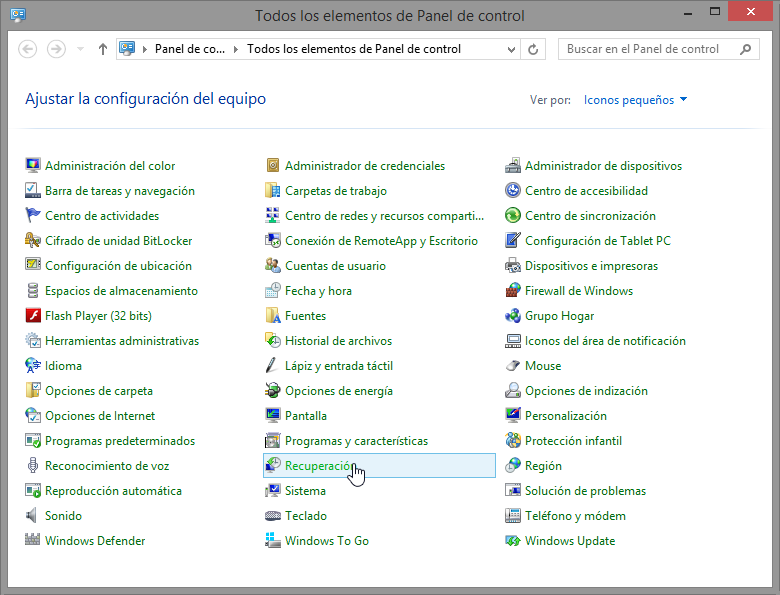 Todos los elementos de Panel de control
Panel de co... Todos los elementos de Panel de control Buscar en el Panel de control
Ajustar la configuración del equipo
Ver por: Iconos pequeños
Administración del color Administrador de credenciales Administrador de dispositivos
Barra de tareas y navegación Carpetas de trabajo Centro de accesibilidad
Centro de actividades Centro de redes y recursos comparti... Centro de sincronización
Cifrado de unidad BitLocker Conexión de RemoteApp y Escritorio Configuración de Tablet PC
Configuración de ubicación Cuentas de usuario Dispositivos e impresoras
Espacios de almacenamiento Fecha y hora Firewall de Windows
Flash Player (32 bits) Fuentes Grupo Hogar
Herramientas administrativas Historial de archivos Iconos del área de notificación
Idioma Lápiz y entrada táctil Mouse
Opciones de carpeta Opciones de energía Opciones de indización
Opciones de Internet Pantalla Personalización
Programas predeterminados Programas y características Protección infantil
Reconocimiento de voz Recuperación Región
Reproducción automática Sistema Solución de problemas
Sonido Teclado Teléfono y módem
Windows Defender Windows To Go Windows Update